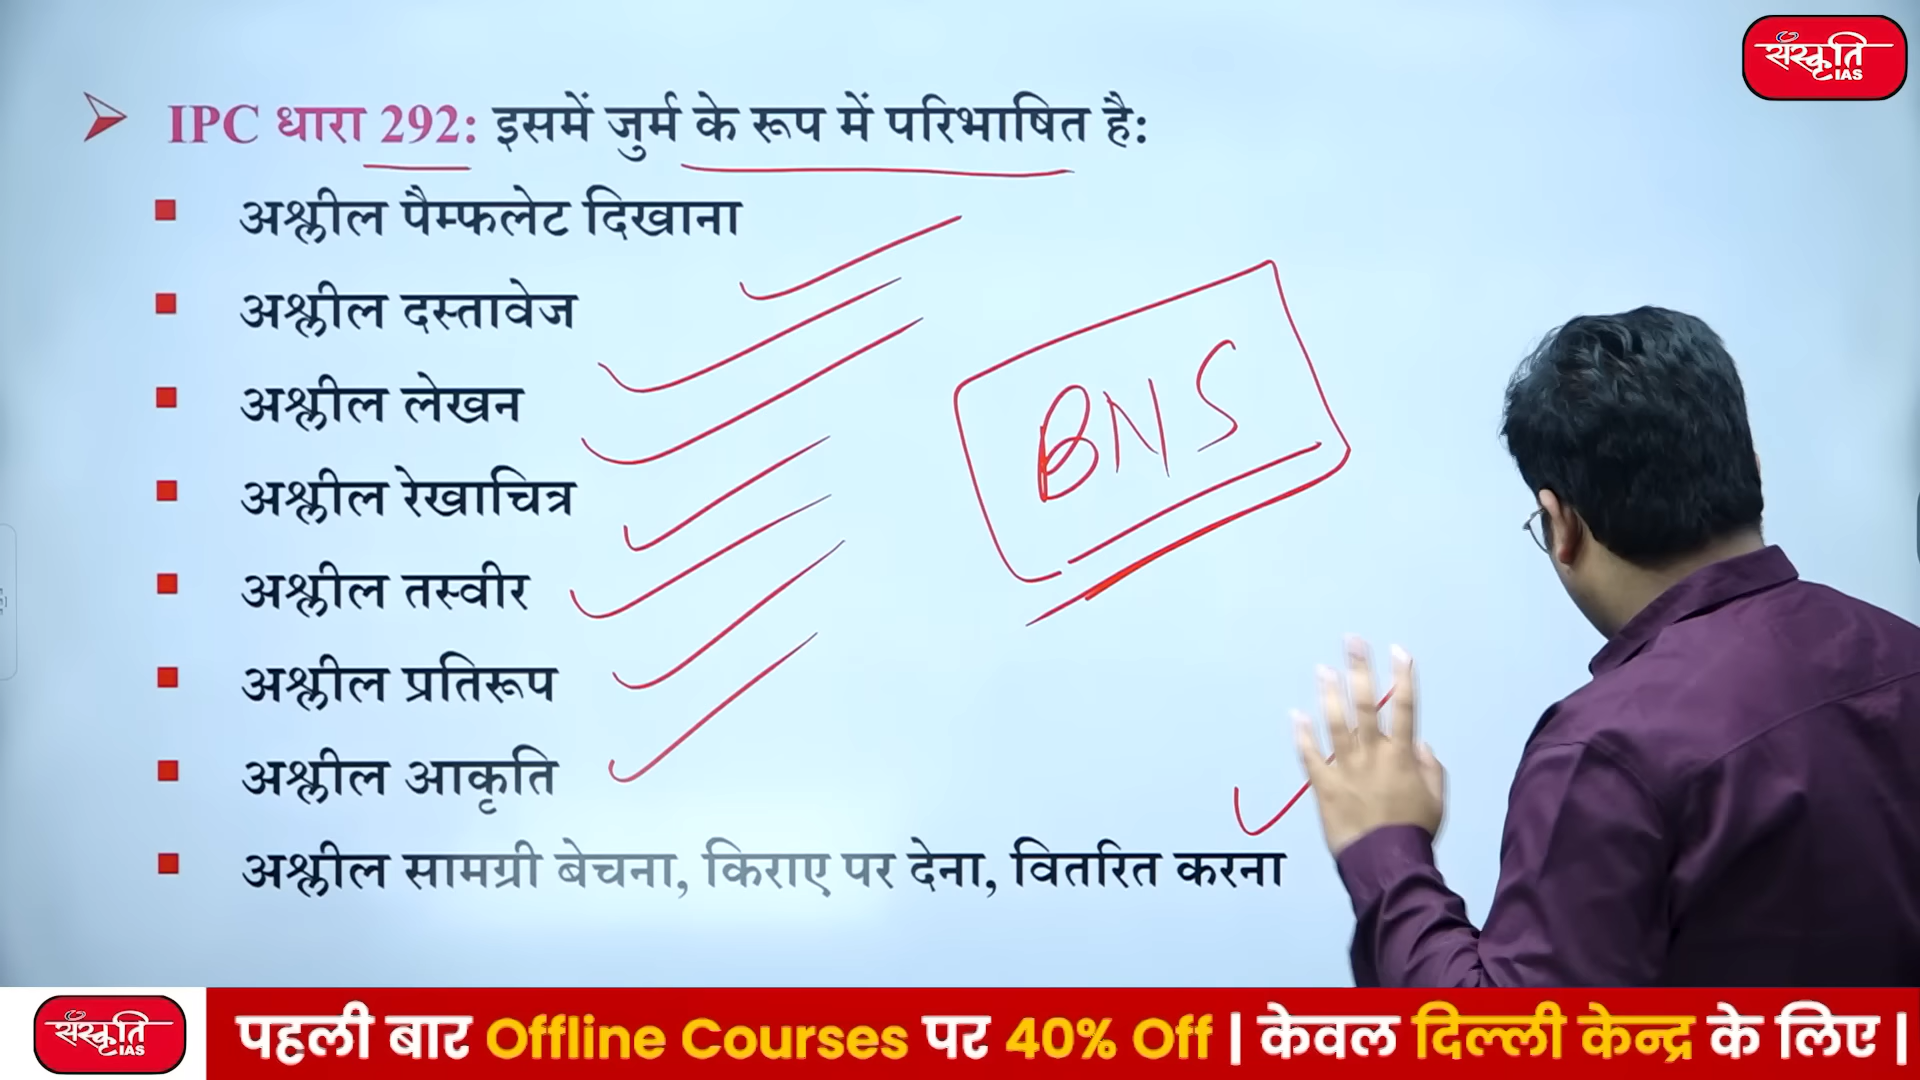 संस्कृति
IAS
IPC धारा 292: इसमें जुर्म के रूप में परिभाषित है:
अश्लील पैम्फलेट दिखाना
अश्लील दस्तावेज
अश्लील लेखन
अश्लील रेखाचित्र
अश्लील तस्वीर
अश्लील प्रतिरूप
अश्लील आकृति
अश्लील सामग्री बेचना, किराए पर देना, वितरित करना
BNS
संस्कृति
IAS
पहली बार Offline Courses पर 40% Off | केवल दिल्ली केन्द्र के लिए |